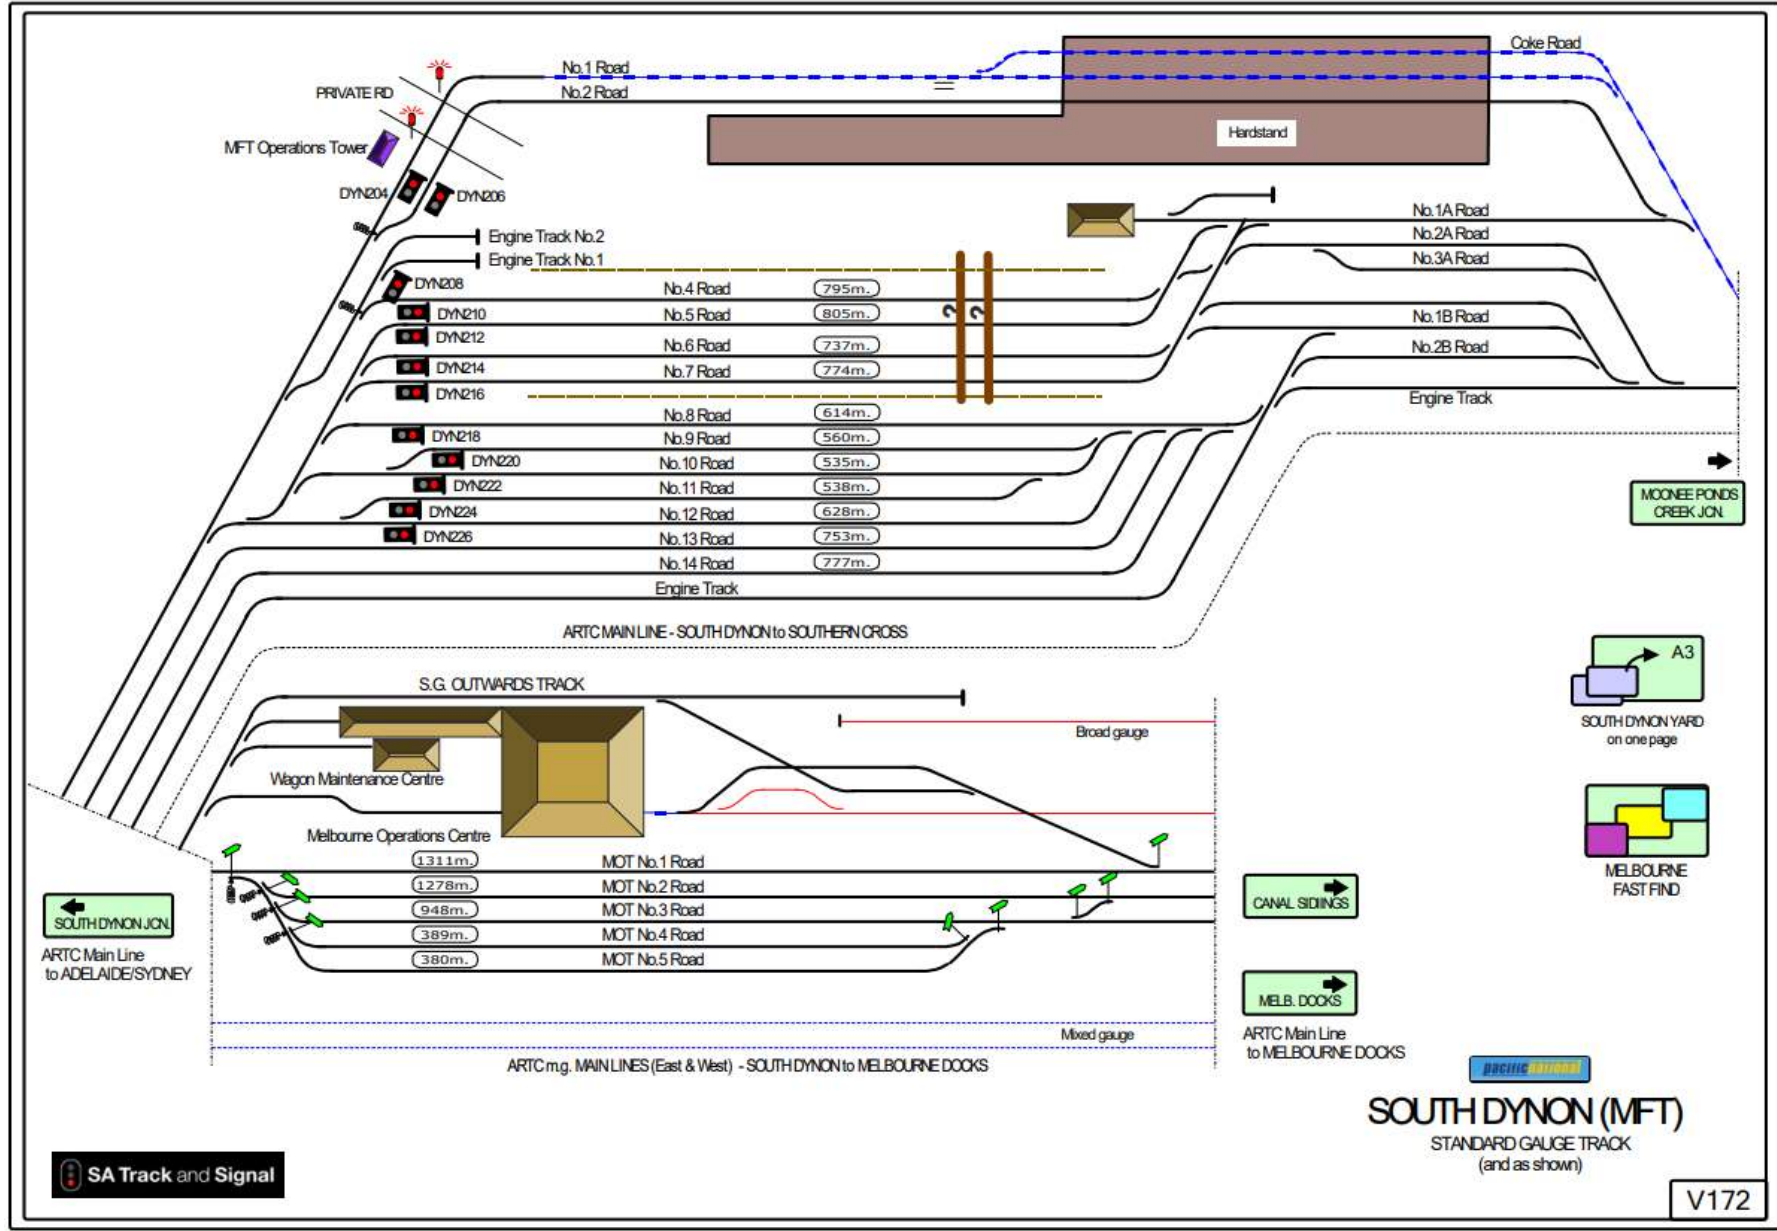 Coke Road
No.1 Road
No.2 Road
PRIVATE RD
MFT Operations Tower
Hardstand
DYN204
DYN206
Engine Track No.2
Engine Track No.1
No.1A Road
No.2A Road
No.3A Road
DYN208
No.4 Road
795m.
DYN210
No.5 Road
805m.
? ?
No.1B Road
DYN212
No.6 Road
737m.
No.2B Road
DYN214
No.7 Road
774m.
DYN216
Engine Track
No.8 Road
614m.
DYN218
No.9 Road
560m.
DYN220
No.10 Road
535m.
DYN222
No.11 Road
538m.
DYN224
No.12 Road
628m.
DYN226
No.13 Road
753m.
No.14 Road
777m.
Engine Track
MOONEE PONDS
CREEK JCN.
ARTC MAIN LINE - SOUTH DYNON to SOUTHERN CROSS
A3
SOUTH DYNON YARD
on one page
S.G. OUTWARDS TRACK
Broad gauge
Wagon Maintenance Centre
Melbourne Operations Centre
MELBOURNE
FAST FIND
1311m.
MOT No.1 Road
1278m.
MOT No.2 Road
948m.
MOT No.3 Road
389m.
MOT No.4 Road
380m.
MOT No.5 Road
SOUTH DYNON JCN.
ARTC Main Line
to ADELAIDE/SYDNEY
CANAL SIDIINGS
MELB. DOCKS
ARTC Main Line
to MELBOURNE DOCKS
Mixed gauge
ARTC m.g. MAIN LINES (East & West) - SOUTH DYNON to MELBOURNE DOCKS
pacific national
SOUTH DYNON (MFT)
STANDARD GAUGE TRACK
(and as shown)
SA Track and Signal
V172